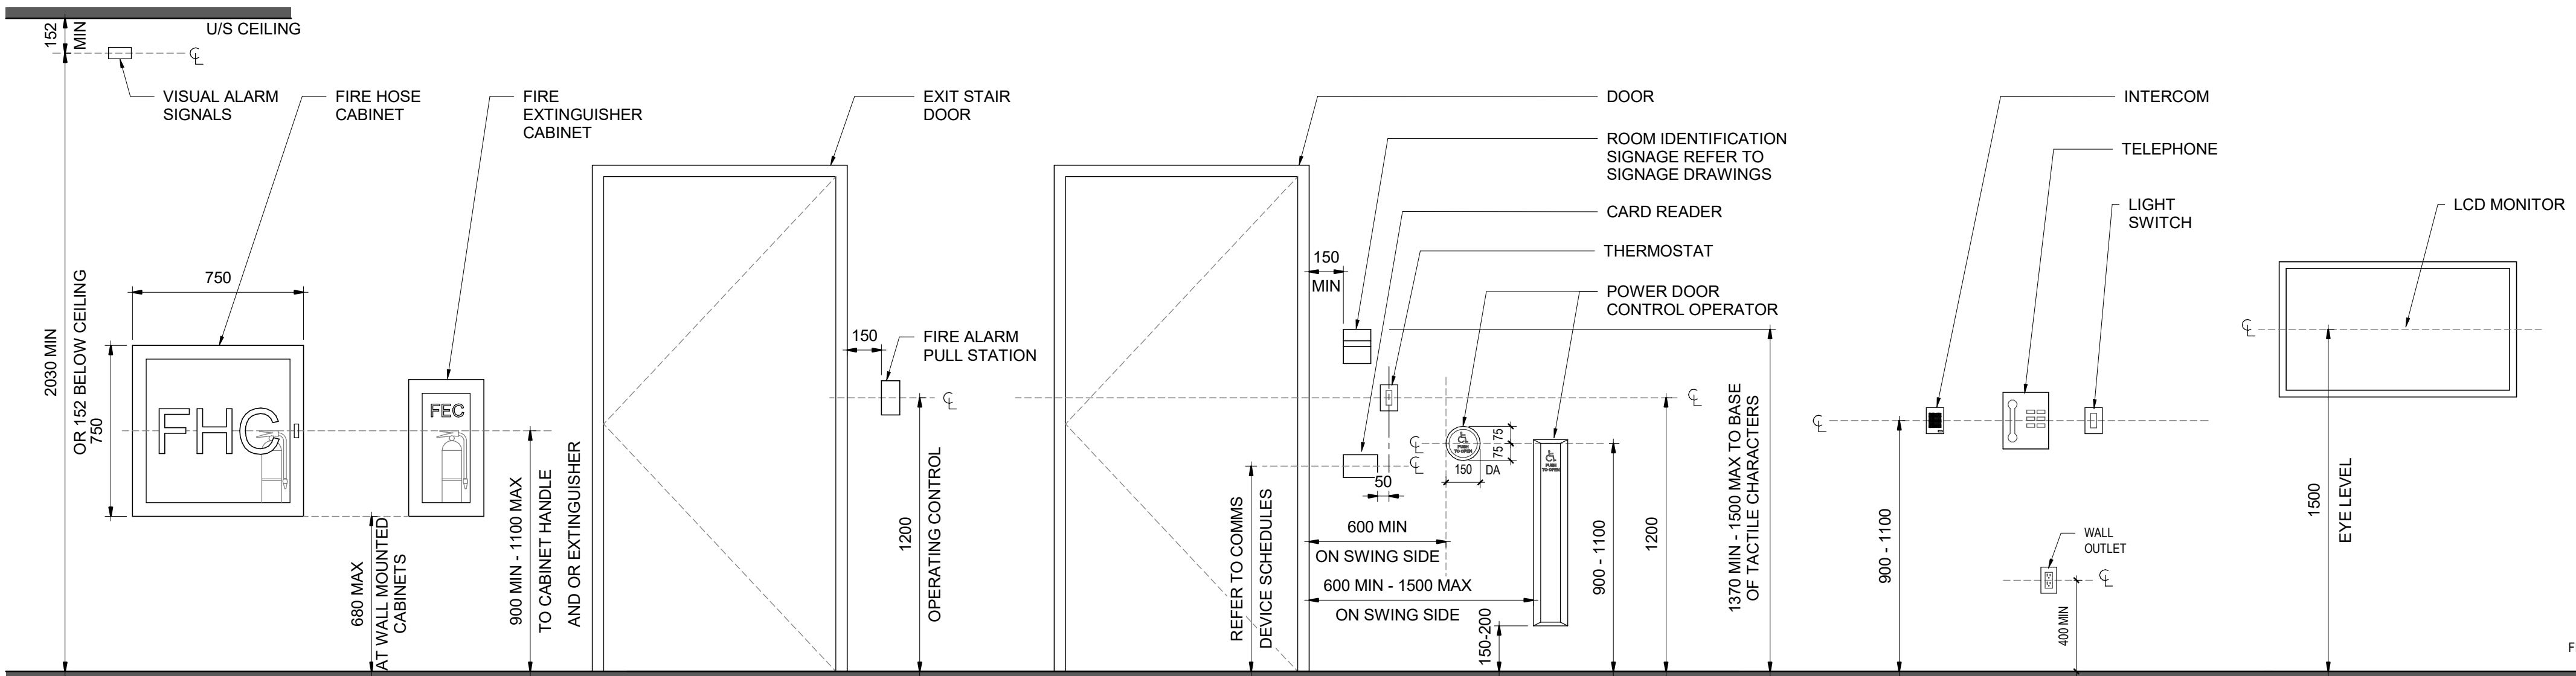 U/S CEILING
152
MIN
℄
VISUAL ALARM
SIGNALS
2030 MIN
OR 152 BELOW CEILING
FIRE HOSE
CABINET
750
750
FHC
FIRE
EXTINGUISHER
CABINET
FEC
680 MAX
AT WALL MOUNTED
CABINETS
900 MIN - 1100 MAX
TO CABINET HANDLE
AND OR EXTINGUISHER
EXIT STAIR
DOOR
150
FIRE ALARM
PULL STATION
℄
1200
OPERATING CONTROL
DOOR
ROOM IDENTIFICATION
SIGNAGE REFER TO
SIGNAGE DRAWINGS
CARD READER
THERMOSTAT
POWER DOOR
CONTROL OPERATOR
150
MIN
℄
℄
℄
PUSH
TO OPEN
75
75
150
DA
PUSH
TO OPEN
50
600 MIN
ON SWING SIDE
600 MIN - 1500 MAX
ON SWING SIDE
REFER TO COMMS
DEVICE SCHEDULES
150-200
900 - 1100
1200
1370 MIN - 1500 MAX TO BASE
OF TACTILE CHARACTERS
INTERCOM
TELEPHONE
LIGHT
SWITCH
℄
900 - 1100
WALL
OUTLET
℄
400 MIN
LCD MONITOR
℄
1500
EYE LEVEL
F